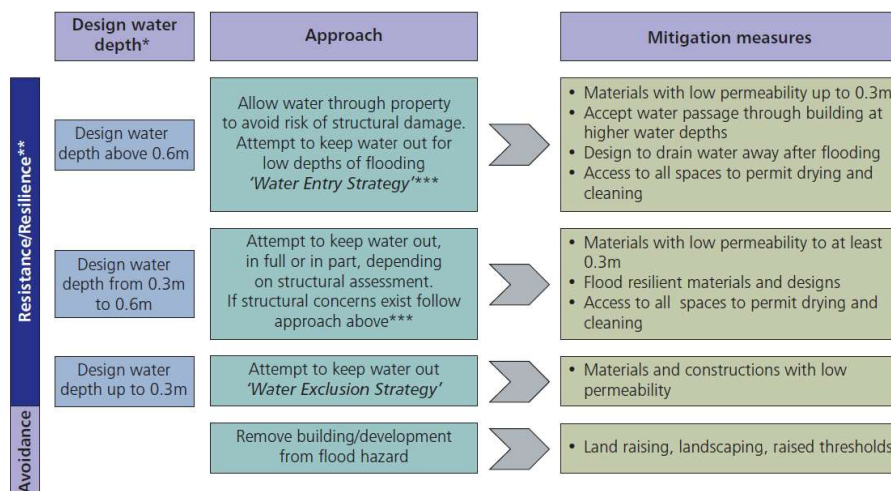 Design water
depth*
Approach
Mitigation measures
Resistance/Resilience**
Design water
depth above 0.6m
Allow water through property
to avoid risk of structural damage.
Attempt to keep water out for
low depths of flooding
'Water Entry Strategy'***
• Materials with low permeability up to 0.3m
• Accept water passage through building at
higher water depths
• Design to drain water away after flooding
• Access to all spaces to permit drying and
cleaning
Design water
depth from 0.3m
to 0.6m
Attempt to keep water out,
in full or in part, depending
on structural assessment.
If structural concerns exist follow
approach above***
• Materials with low permeability to at least
0.3m
• Flood resilient materials and designs
• Access to all spaces to permit drying and
cleaning
Design water
depth up to 0.3m
Attempt to keep water out
'Water Exclusion Strategy'
• Materials and constructions with low
permeability
Avoidance
Remove building/development
from flood hazard
• Land raising, landscaping, raised thresholds